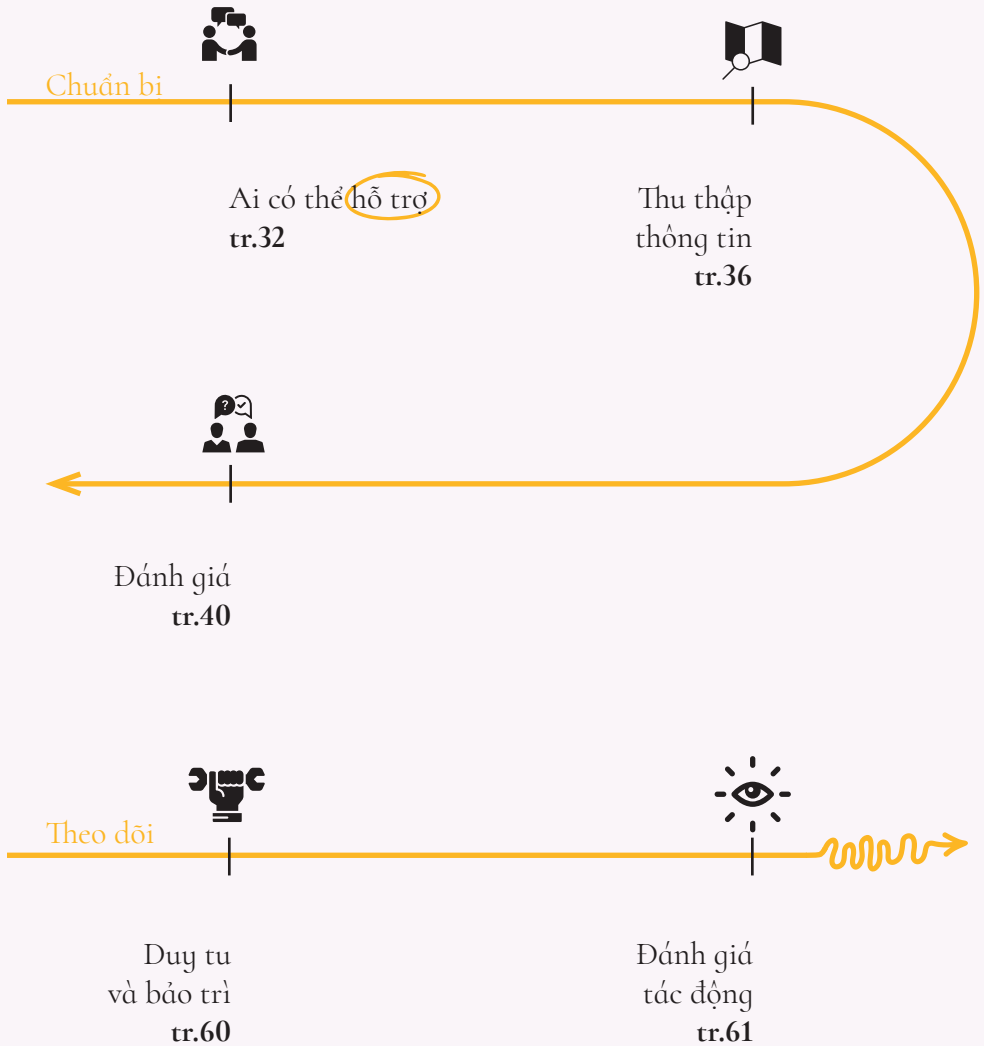 Chuẩn bị
Ai có thể hỗ trợ
tr.32
Thu thập
thông tin
tr.36
?
Đánh giá
tr.40
Theo dõi
Duy tu
và bảo trì
tr.60
Đánh giá
tác động
tr.61